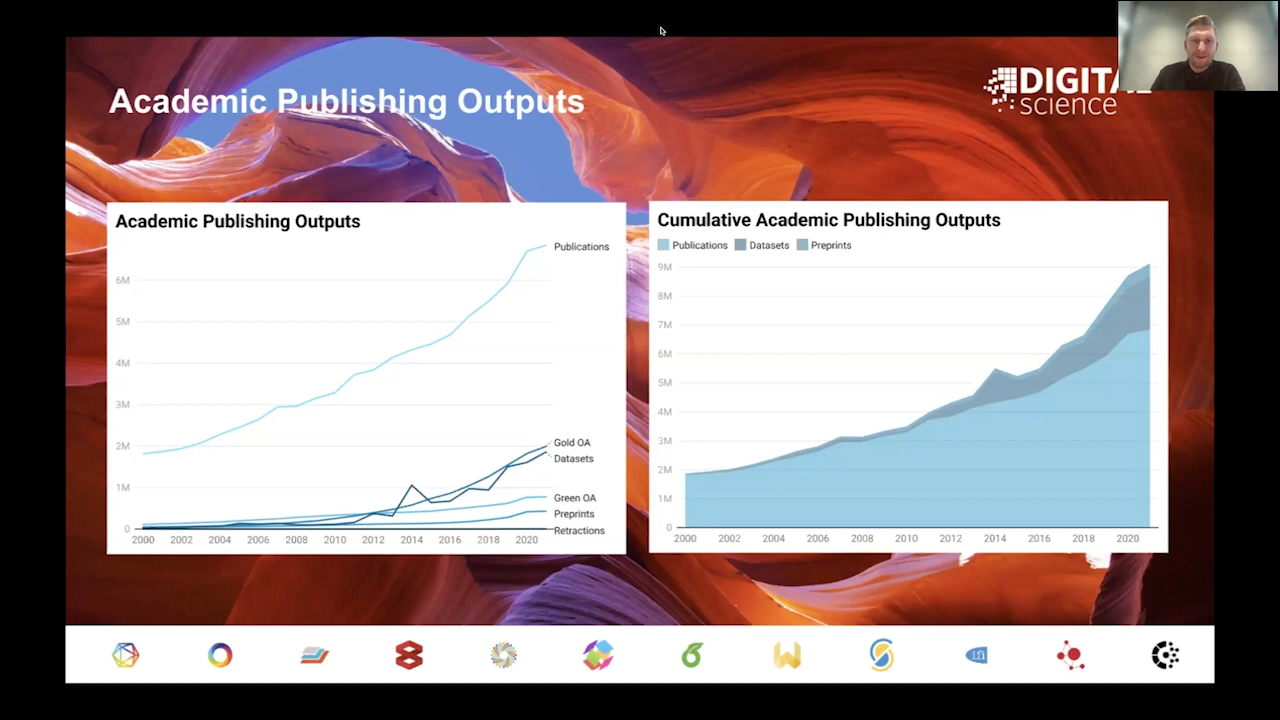 Academic Publishing Outputs
DIGITAL
science
Academic Publishing Outputs
Publications
6M
5M
4M
3M
2M
1M
0
Gold OA
Datasets
Green OA
Preprints
Retractions
2000 2002 2004 2006 2008 2010 2012 2014 2016 2018 2020
Cumulative Academic Publishing Outputs
Publications Datasets Preprints
9M
8M
7M
6M
5M
4M
3M
2M
1M
0
2000 2002 2004 2006 2008 2010 2012 2014 2016 2018 2020
ifi